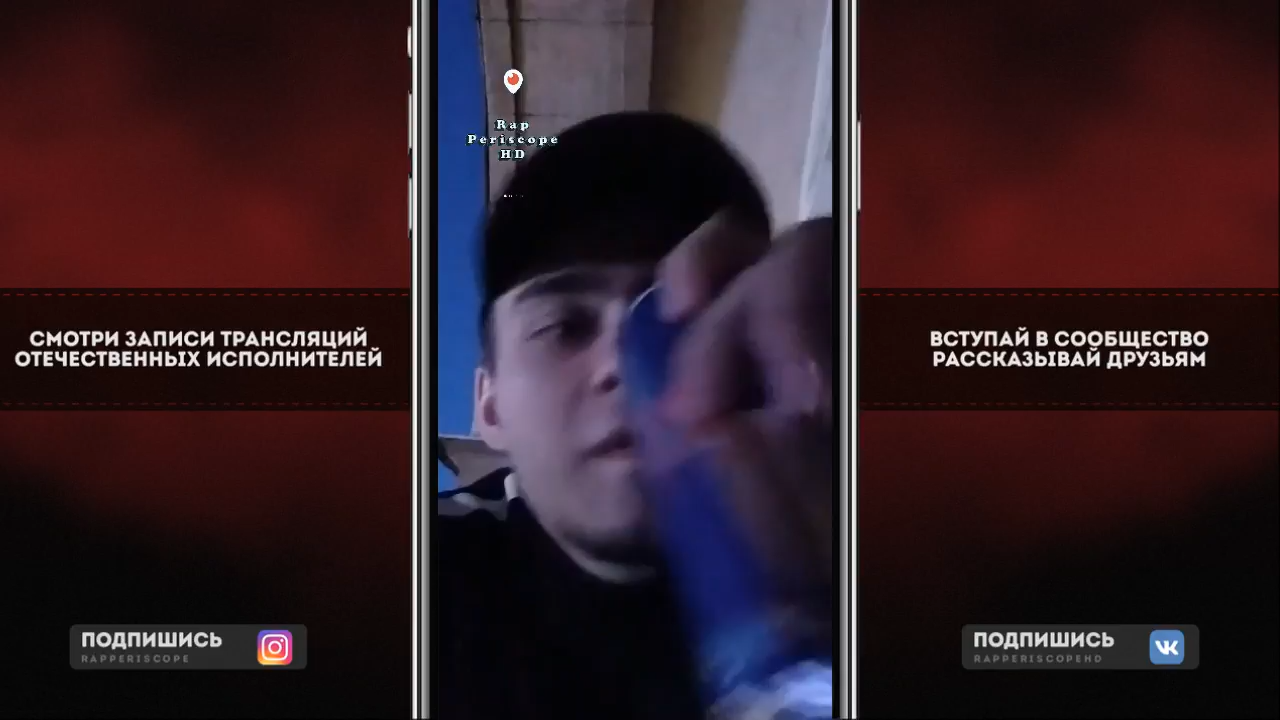 Rap
Periscope
HD
СМОТРИ ЗАПИСИ ТРАНСЛЯЦИЙ
ОТЕЧЕСТВЕННЫХ ИСПОЛНИТЕЛЕЙ
ВСТУПАЙ В СООБЩЕСТВО
РАССКАЗЫВАЙ ДРУЗЬЯМ
ПОДПИШИСЬ
RAPPERISCOPE
ПОДПИШИСЬ
RAPPERISCOPEHD